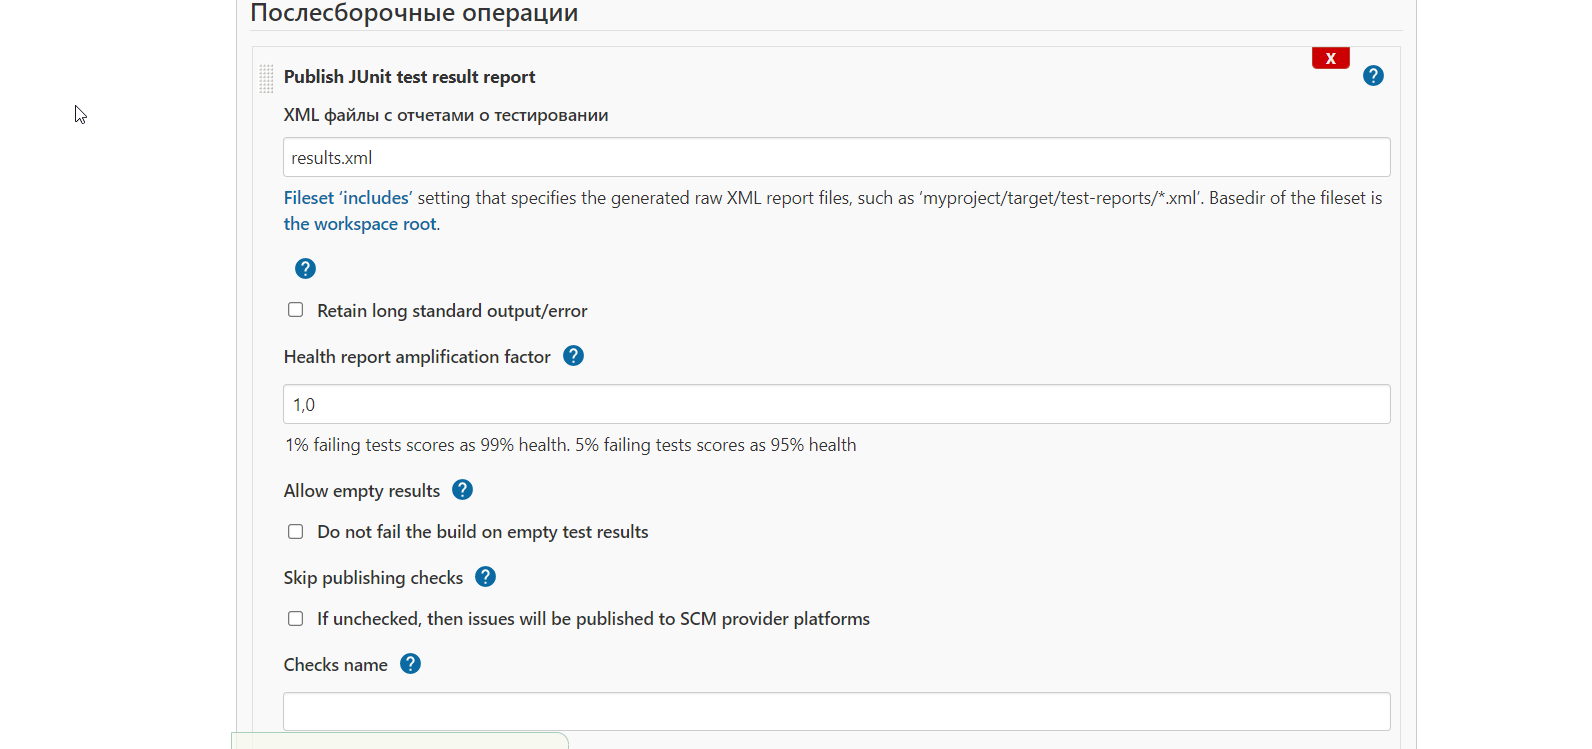 Послесборочные операции
X
Publish JUnit test result report
?
XML файлы с отчетами о тестировании
results.xml
Fileset ‘includes’ setting that specifies the generated raw XML report files, such as ‘myproject/target/test-reports/*.xml’. Basedir of the fileset is
the workspace root.
?
Retain long standard output/error
Health report amplification factor ?
1,0
1% failing tests scores as 99% health. 5% failing tests scores as 95% health
Allow empty results ?
Do not fail the build on empty test results
Skip publishing checks ?
If unchecked, then issues will be published to SCM provider platforms
Checks name ?